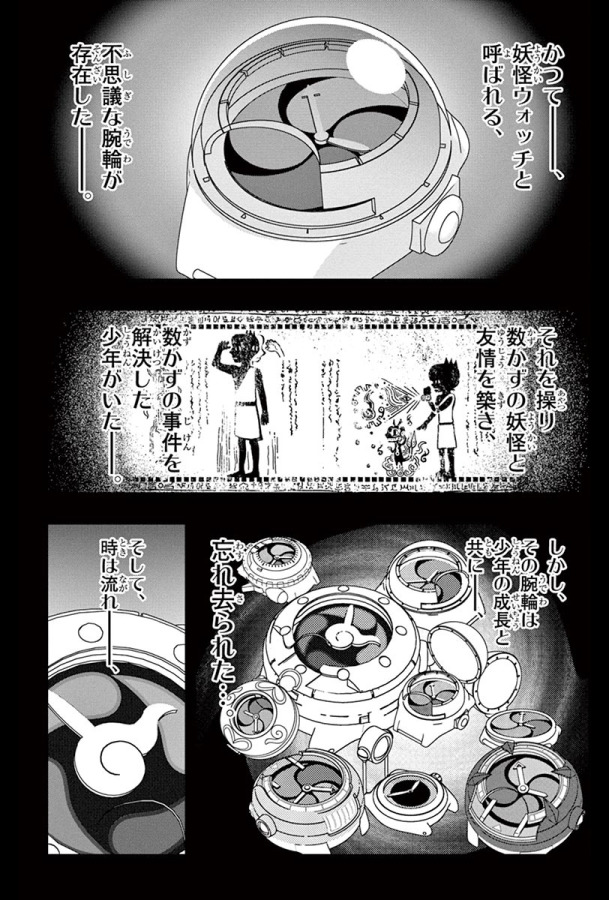 かつて――、
妖怪ウォッチと
呼ばれる、
不思議な腕輪が
存在した――。
それを操り
数かずの妖怪と
友情を築き、
数かずの事件を
解決した、
少年がいた――。
しかし、
その腕輪は
少年の成長と
共に――、
忘れ去られた…。
そして、
時は流れ――、